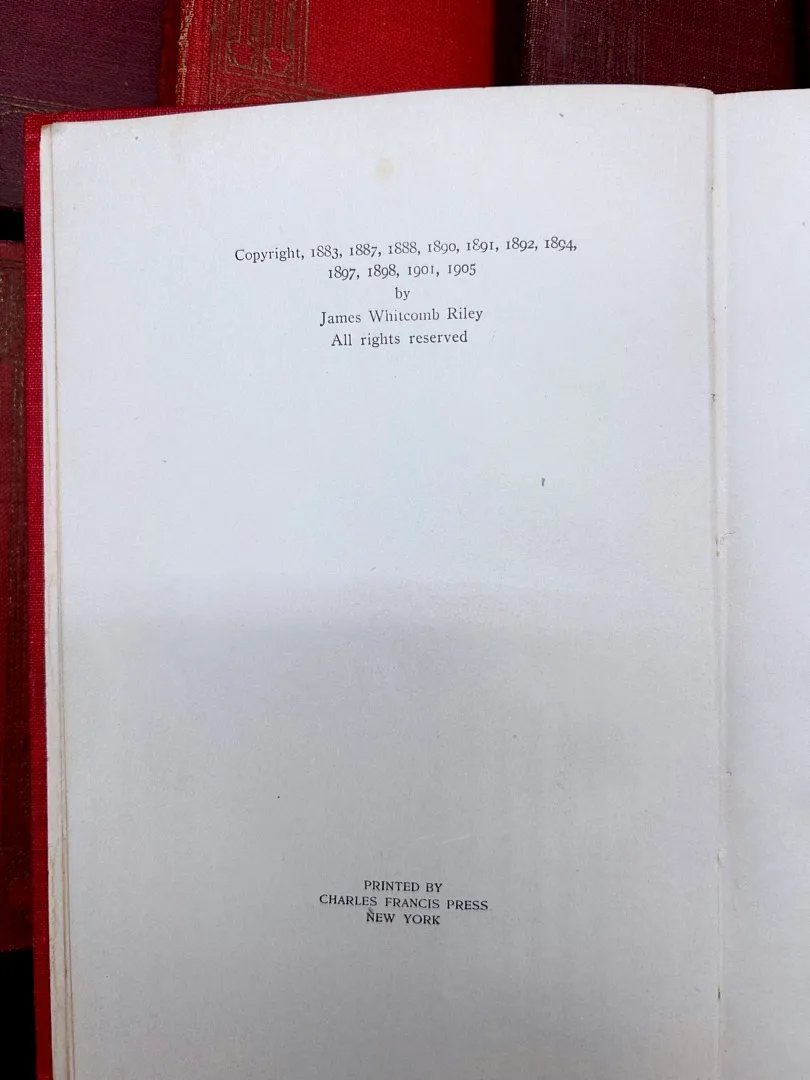 Copyright, 1883, 1887, 1888, 1890, 1891, 1892, 1894,
1897, 1898, 1901, 1905
by
James Whitcomb Riley
All rights reserved
PRINTED BY
CHARLES FRANCIS PRESS
NEW YORK